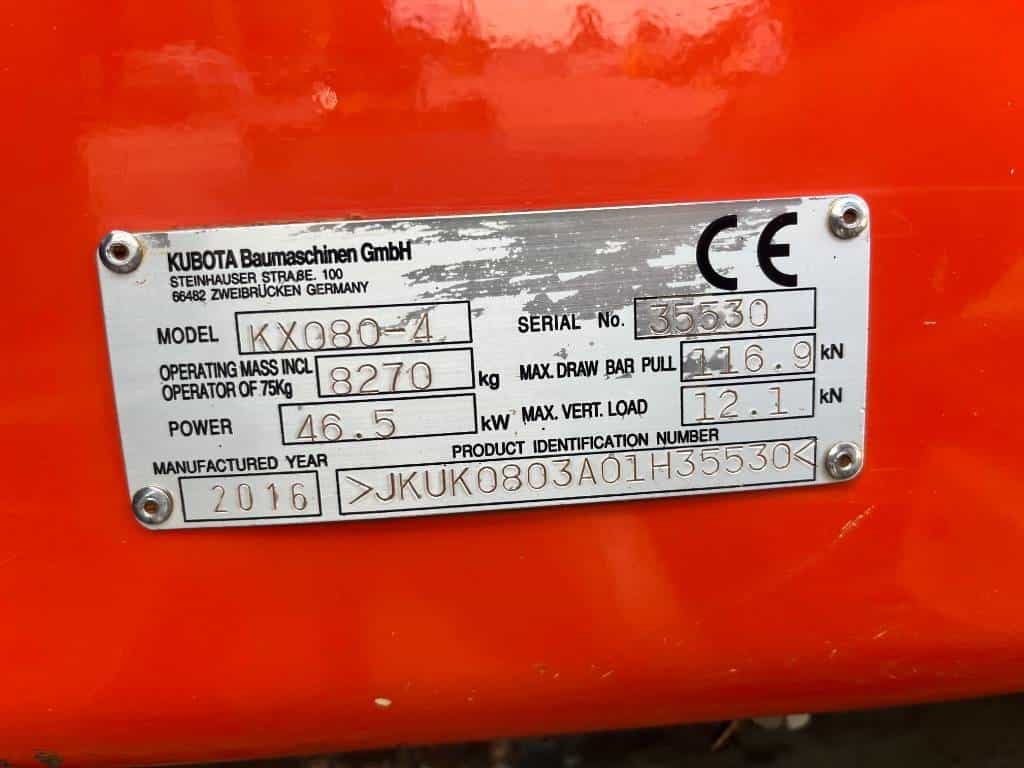 KUBOTA Baumaschinen GmbH
STEINHAUSER STRAßE. 100
66482 ZWEIBRÜCKEN GERMANY
CE
MODEL KX080-4
SERIAL No. 35530
OPERATING MASS INCL
OPERATOR OF 75Kg 8270 kg
MAX. DRAW BAR PULL 116.9 kN
POWER 46.5 kW
MAX. VERT. LOAD 12.1 kN
MANUFACTURED YEAR
2016
PRODUCT IDENTIFICATION NUMBER
>JKUK0803A01H35530<